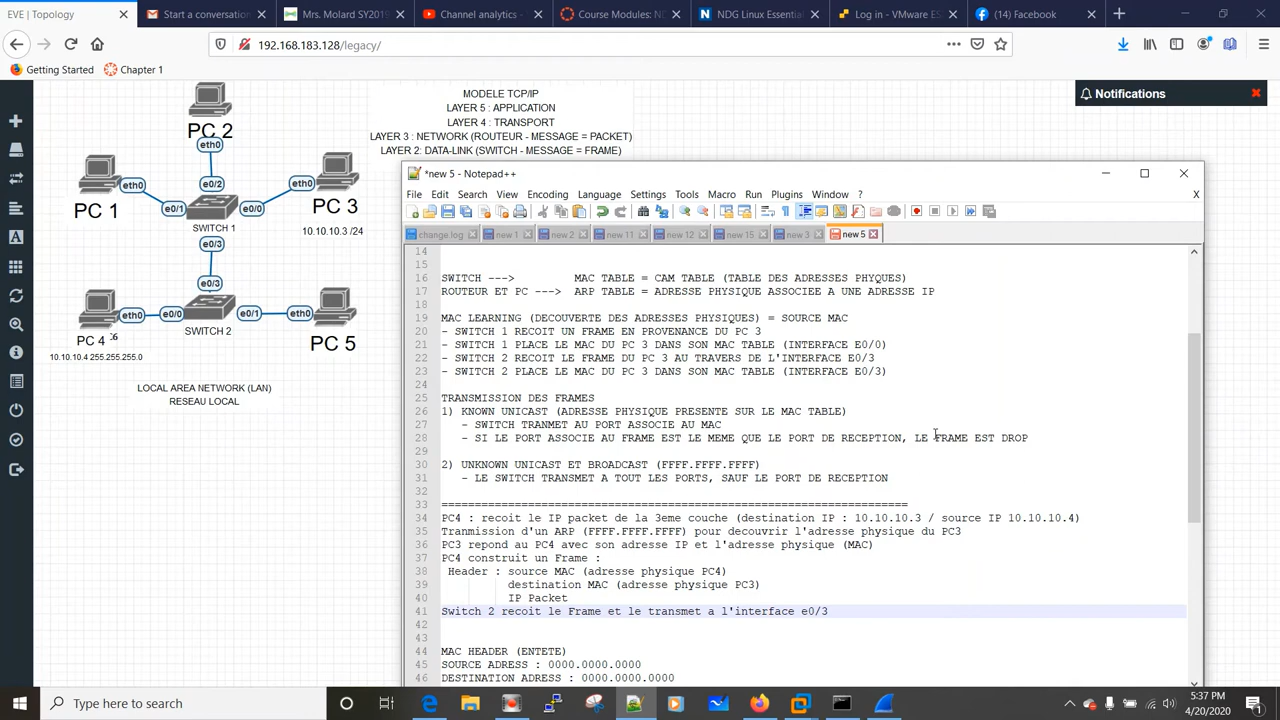 EVE | Topology
Start a conversation
Mrs. Molard SY2019
Channel analytics -
Course Modules: ND
NDG Linux Essentia
Log in - VMware ES
(14) Facebook
192.168.183.128/legacy/
Getting Started
Chapter 1
Notifications
MODELE TCP/IP
LAYER 5 : APPLICATION
LAYER 4 : TRANSPORT
LAYER 3 : NETWORK (ROUTEUR - MESSAGE = PACKET)
LAYER 2: DATA-LINK (SWITCH - MESSAGE = FRAME)
PC 2
eth0
e0/2
PC 1
eth0
e0/1
SWITCH 1
e0/0
eth0
PC 3
10.10.10.3 /24
e0/3
e0/3
PC 4
eth0
e0/0
SWITCH 2
e0/1
eth0
PC 5
10.10.10.4 255.255.255.0
LOCAL AREA NETWORK (LAN)
RESEAU LOCAL
*new 5 - Notepad++
File Edit Search View Encoding Language Settings Tools Macro Run Plugins Window ?
X
change.log new 1 new 2 new 11 new 12 new 15 new 3 new 5
14
15
16 SWITCH ---> MAC TABLE = CAM TABLE (TABLE DES ADRESSES PHYQUES)
17 ROUTEUR ET PC ---> ARP TABLE = ADRESSE PHYSIQUE ASSOCIEE A UNE ADRESSE IP
18
19 MAC LEARNING (DECOUVERTE DES ADRESSES PHYSIQUES) = SOURCE MAC
20 - SWITCH 1 RECOIT UN FRAME EN PROVENANCE DU PC 3
21 - SWITCH 1 PLACE LE MAC DU PC 3 DANS SON MAC TABLE (INTERFACE E0/0)
22 - SWITCH 2 RECOIT LE FRAME DU PC 3 AU TRAVERS DE L'INTERFACE E0/3
23 - SWITCH 2 PLACE LE MAC DU PC 3 DANS SON MAC TABLE (INTERFACE E0/3)
24
25 TRANSMISSION DES FRAMES
26 1) KNOWN UNICAST (ADRESSE PHYSIQUE PRESENTE SUR LE MAC TABLE)
27 - SWITCH TRANMET AU PORT ASSOCIE AU MAC
28 - SI LE PORT ASSOCIE AU FRAME EST LE MEME QUE LE PORT DE RECEPTION, LE FRAME EST DROP
29
30 2) UNKNOWN UNICAST ET BROADCAST (FFFF.FFFF.FFFF)
31 - LE SWITCH TRANSMET A TOUT LES PORTS, SAUF LE PORT DE RECEPTION
32
33 ======================================================================
34 PC4 : recoit le IP packet de la 3eme couche (destination IP : 10.10.10.3 / source IP 10.10.10.4)
35 Tranmission d'un ARP (FFFF.FFFF.FFFF) pour decouvrir l'adresse physique du PC3
36 PC3 repond au PC4 avec son adresse IP et l'adresse physique (MAC)
37 PC4 construit un Frame :
38 Header : source MAC (adresse physique PC4)
39 destination MAC (adresse physique PC3)
40 IP Packet
41 Switch 2 recoit le Frame et le transmet a l'interface e0/3
42
43
44 MAC HEADER (ENTETE)
45 SOURCE ADRESS : 0000.0000.0000
46 DESTINATION ADRESS : 0000.0000.0000
Type here to search
5:37 PM
4/20/2020